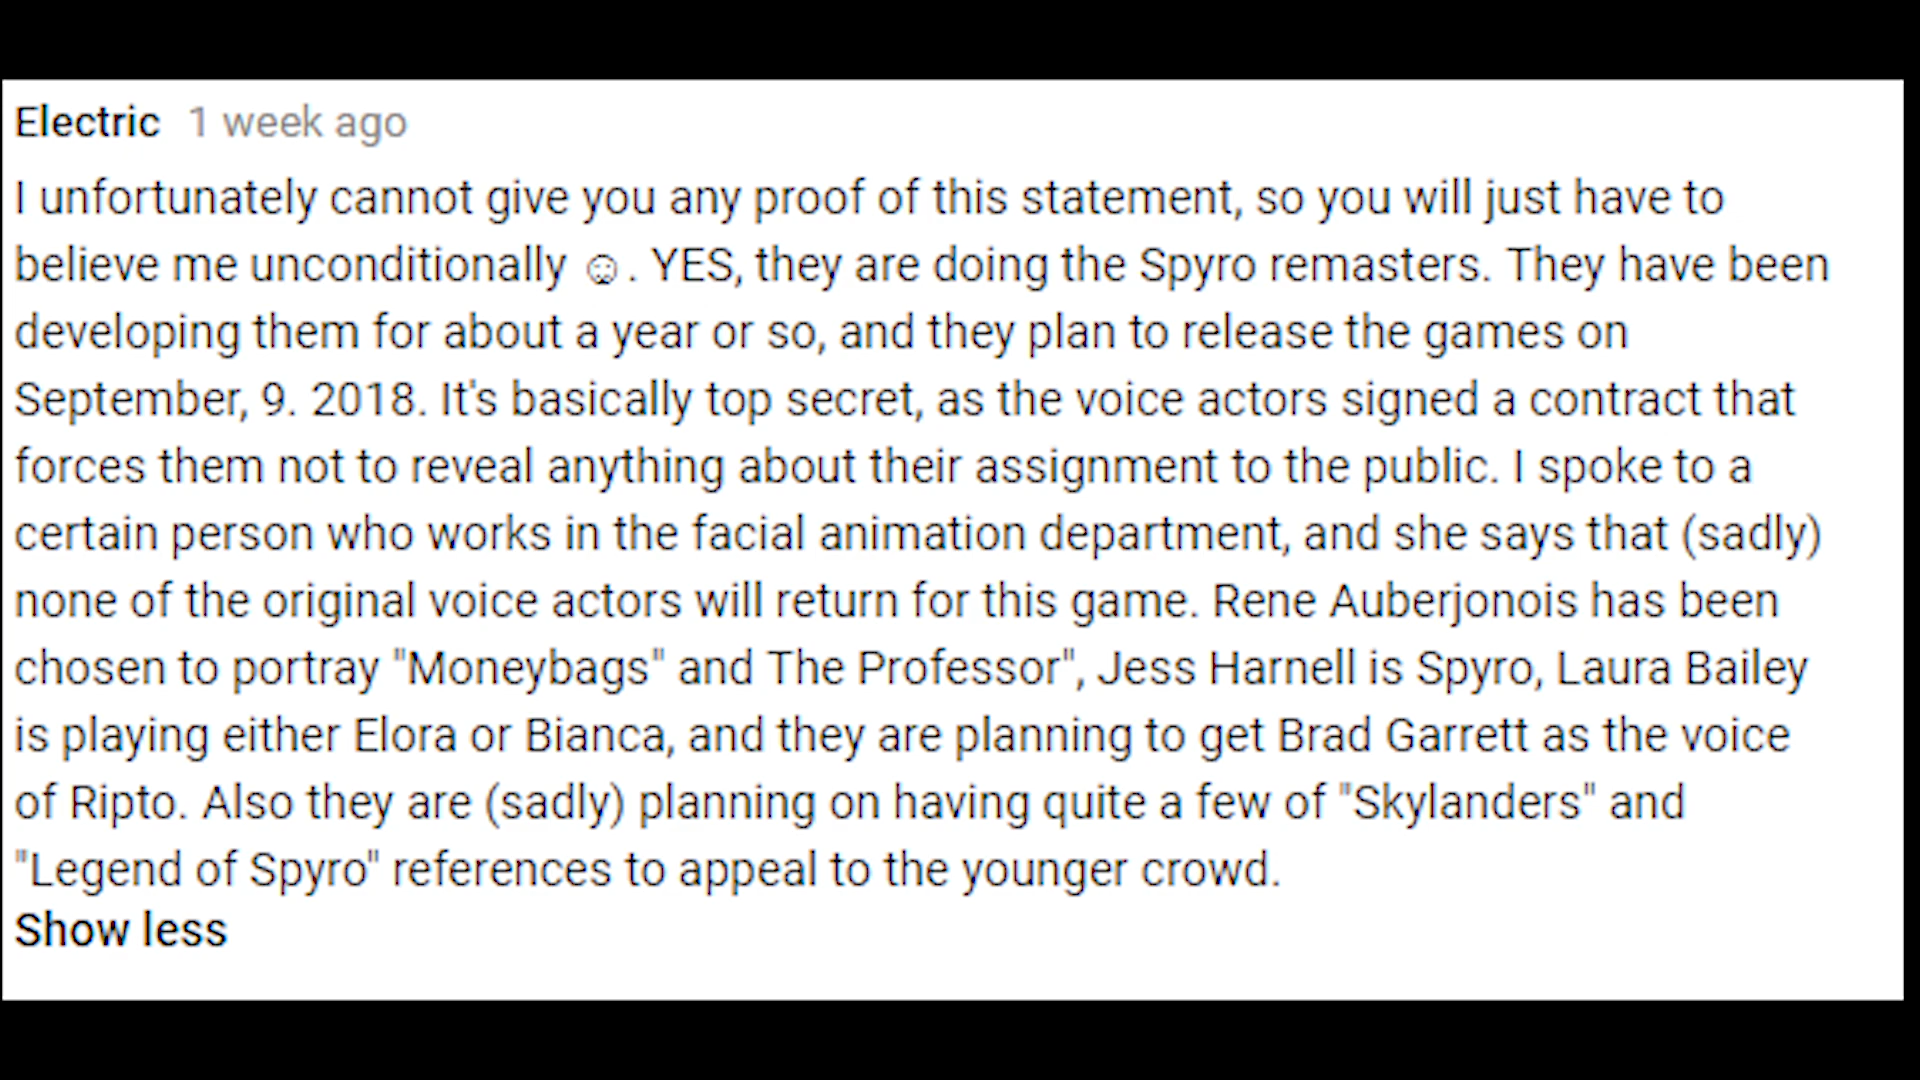 Electric 1 week ago
I unfortunately cannot give you any proof of this statement, so you will just have to
believe me unconditionally ☺. YES, they are doing the Spyro remasters. They have been
developing them for about a year or so, and they plan to release the games on
September, 9. 2018. It's basically top secret, as the voice actors signed a contract that
forces them not to reveal anything about their assignment to the public. I spoke to a
certain person who works in the facial animation department, and she says that (sadly)
none of the original voice actors will return for this game. Rene Auberjonois has been
chosen to portray "Moneybags" and The Professor", Jess Harnell is Spyro, Laura Bailey
is playing either Elora or Bianca, and they are planning to get Brad Garrett as the voice
of Ripto. Also they are (sadly) planning on having quite a few of "Skylanders" and
"Legend of Spyro" references to appeal to the younger crowd.
Show less